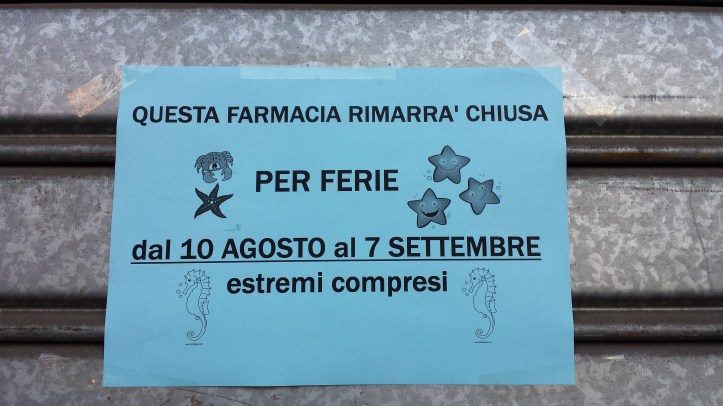 QUESTA FARMACIA RIMARRA' CHIUSA
PER FERIE
dal 10 AGOSTO al 7 SETTEMBRE
estremi compresi